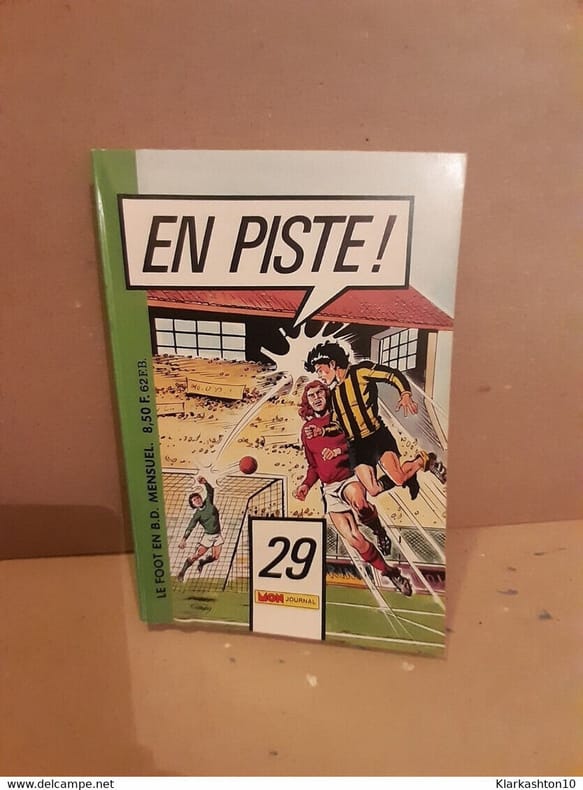 EN PISTE!
LE FOOT EN B.D. MENSUEL. 8,50 F. 62 F.B.
29
MON JOURNAL
www.delcampe.net
Klarkashton10